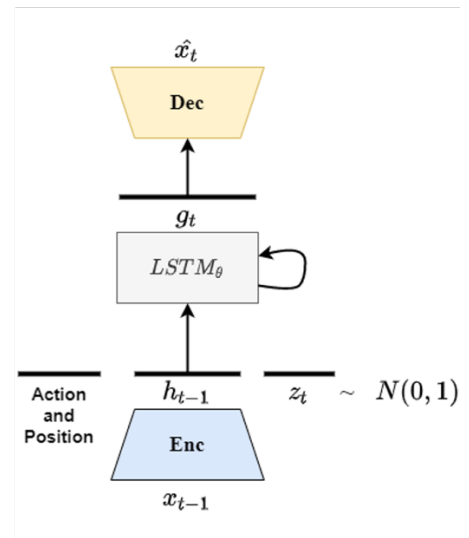 x̂_t
Dec
g_t
LSTM_θ
Action
and
Position
h_{t−1}
z_t ∼ N(0, 1)
Enc
x_{t−1}